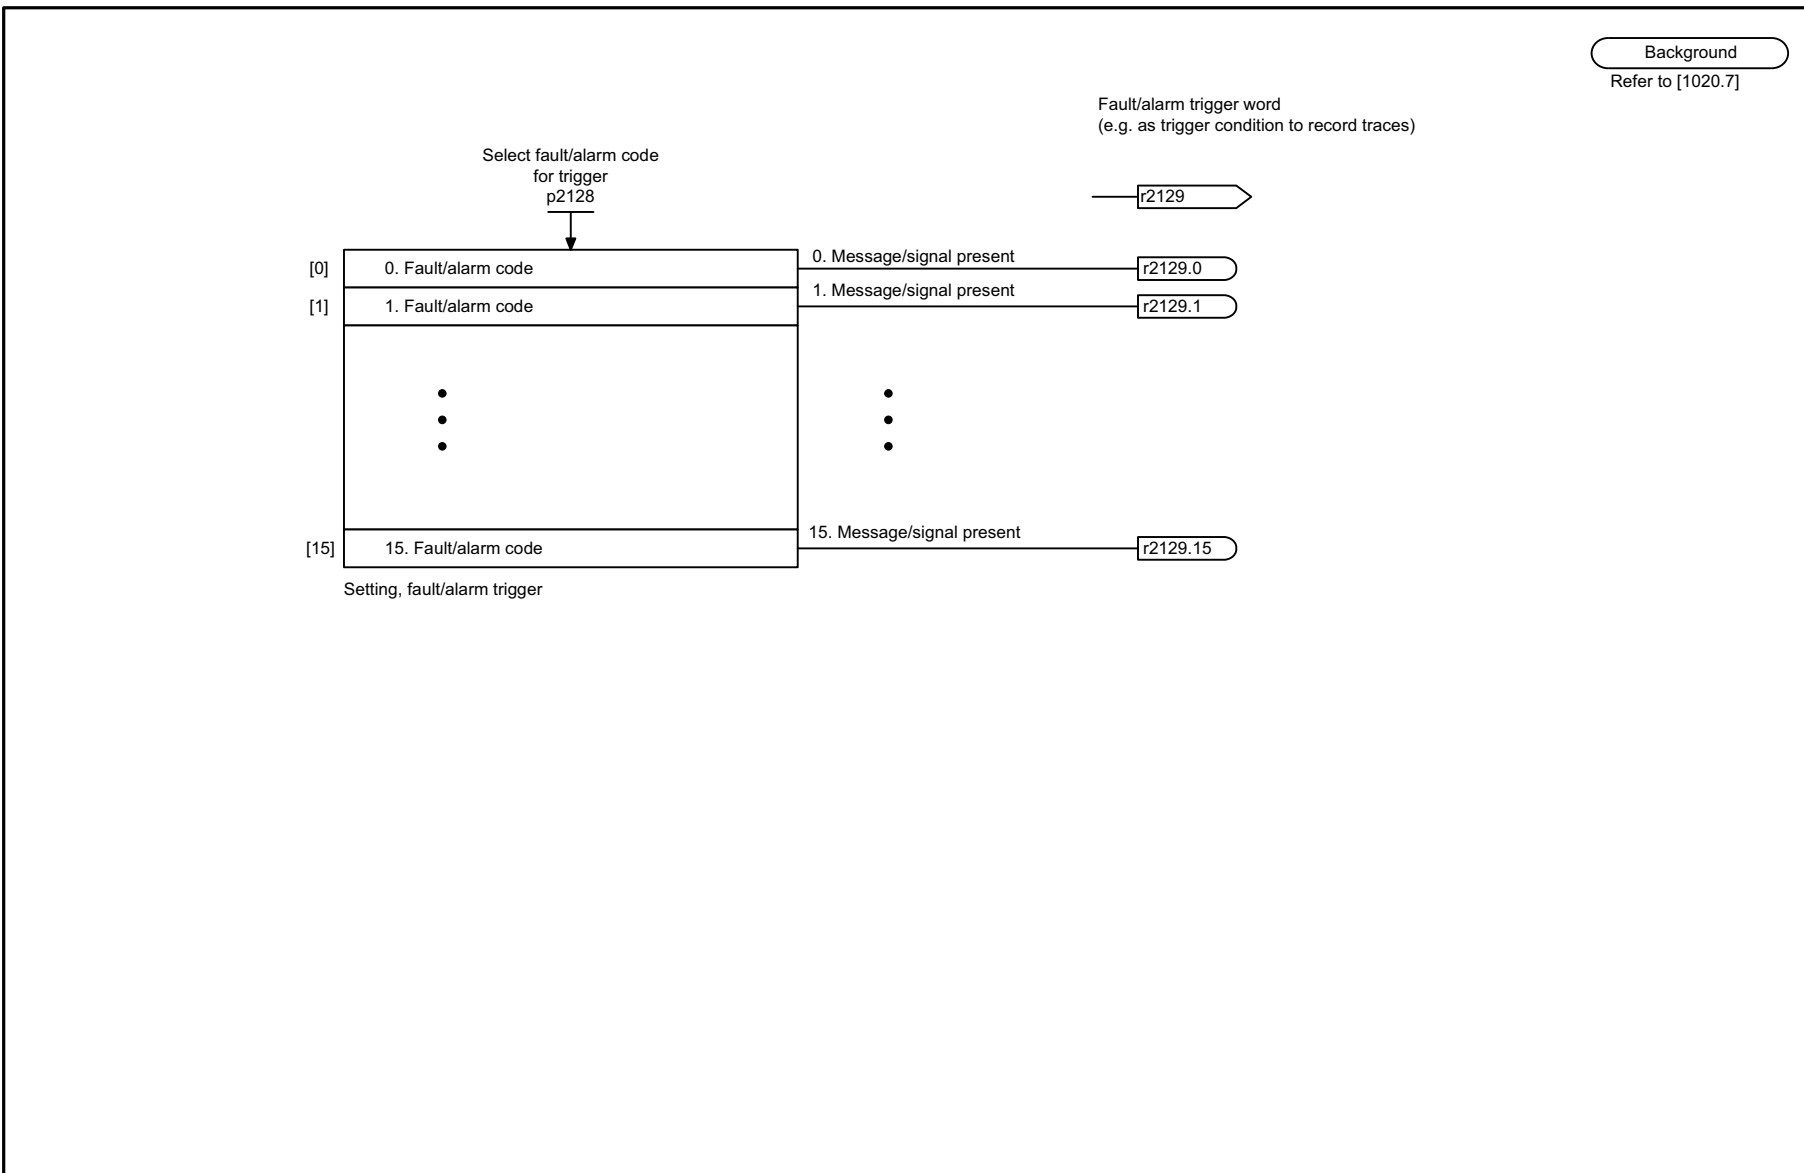 Background
Refer to [1020.7]
Fault/alarm trigger word
(e.g. as trigger condition to record traces)
Select fault/alarm code
for trigger
p2128
r2129
[0] 0. Fault/alarm code 0. Message/signal present r2129.0
[1] 1. Fault/alarm code 1. Message/signal present r2129.1
[15] 15. Fault/alarm code 15. Message/signal present r2129.15
Setting, fault/alarm trigger